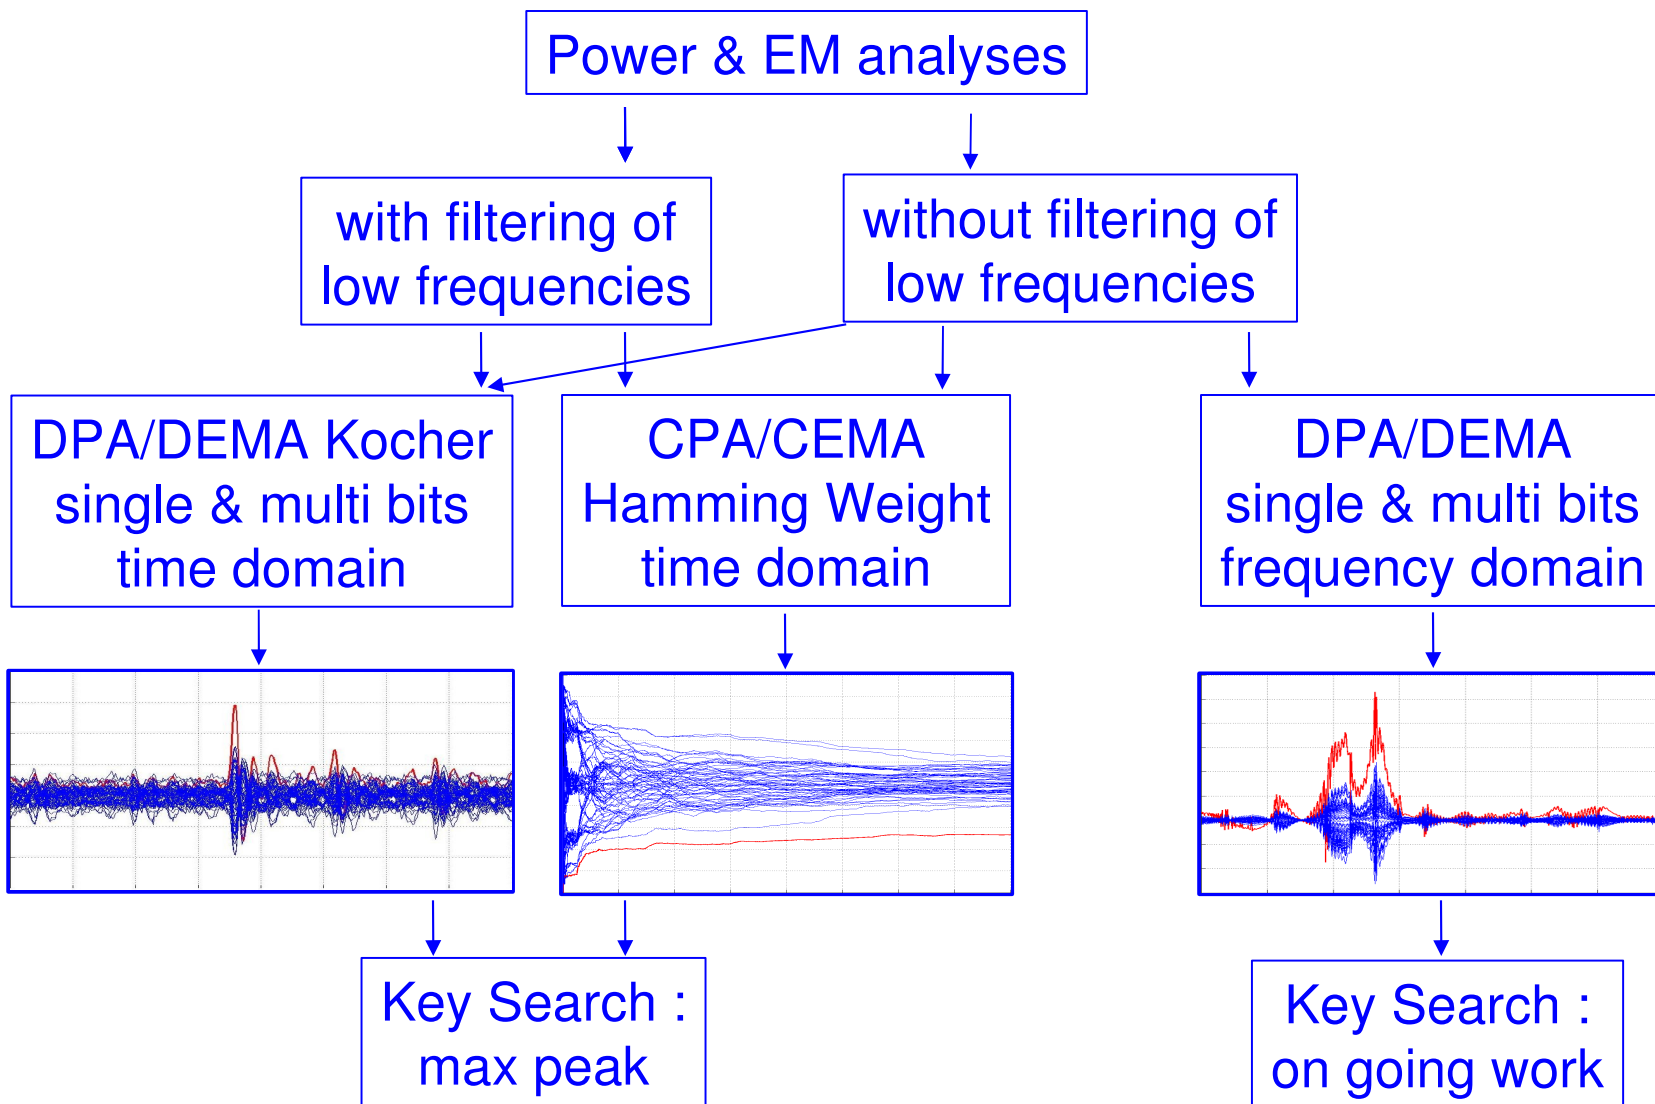 Power & EM analyses
with filtering of
low frequencies
without filtering of
low frequencies
DPA/DEMA Kocher
single & multi bits
time domain
CPA/CEMA
Hamming Weight
time domain
DPA/DEMA
single & multi bits
frequency domain
Key Search :
max peak
Key Search :
on going work